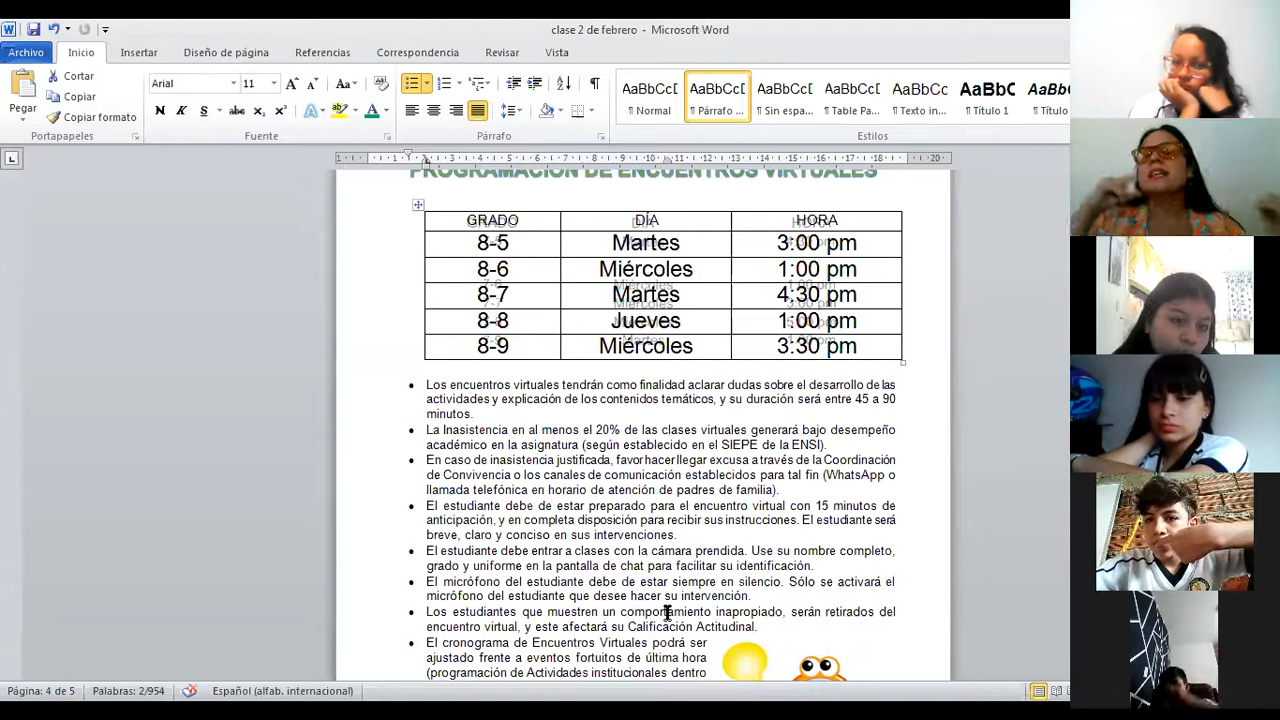 clase 2 de febrero - Microsoft Word
Archivo Inicio Insertar Diseño de página Referencias Correspondencia Revisar Vista
Pegar
Cortar
Copiar
Copiar formato
Portapapeles
Arial 11
Fuente
Párrafo
AaBbCcI AaBbCcI AaBbCcI AaBbCcI AaBbCc AaBbC AaBb
¶ Normal ¶ Párrafo ... ¶ Sin espa... ¶ Table Pa... ¶ Texto in... ¶ Título 1 ¶ Título
Estilos
PROGRAMACIÓN DE ENCUENTROS VIRTUALES
GRADO DÍA HORA
8-5 Martes 3:00 pm
8-6 Miércoles 1:00 pm
8-7 Martes 4:30 pm
8-8 Jueves 1:00 pm
8-9 Miércoles 3:30 pm
• Los encuentros virtuales tendrán como finalidad aclarar dudas sobre el desarrollo de las
actividades y explicación de los contenidos temáticos, y su duración será entre 45 a 90
minutos.
• La Inasistencia en al menos el 20% de las clases virtuales generará bajo desempeño
académico en la asignatura (según establecido en el SIEPE de la ENSI).
• En caso de inasistencia justificada, favor hacer llegar excusa a través de la Coordinación
de Convivencia o los canales de comunicación establecidos para tal fin (WhatsApp o
llamada telefónica en horario de atención de padres de familia).
• El estudiante debe de estar preparado para el encuentro virtual con 15 minutos de
anticipación, y en completa disposición para recibir sus instrucciones. El estudiante será
breve, claro y conciso en sus intervenciones.
• El estudiante debe entrar a clases con la cámara prendida. Use su nombre completo,
grado y uniforme en la pantalla de chat para facilitar su identificación.
• El micrófono del estudiante debe de estar siempre en silencio. Sólo se activará el
micrófono del estudiante que desee hacer su intervención.
• Los estudiantes que muestren un comportamiento inapropiado, serán retirados del
encuentro virtual, y este afectará su Calificación Actitudinal.
• El cronograma de Encuentros Virtuales podrá ser
ajustado frente a eventos fortuitos de última hora
(programación de Actividades institucionales dentro
Página: 4 de 5 Palabras: 2/954 Español (alfab. internacional)